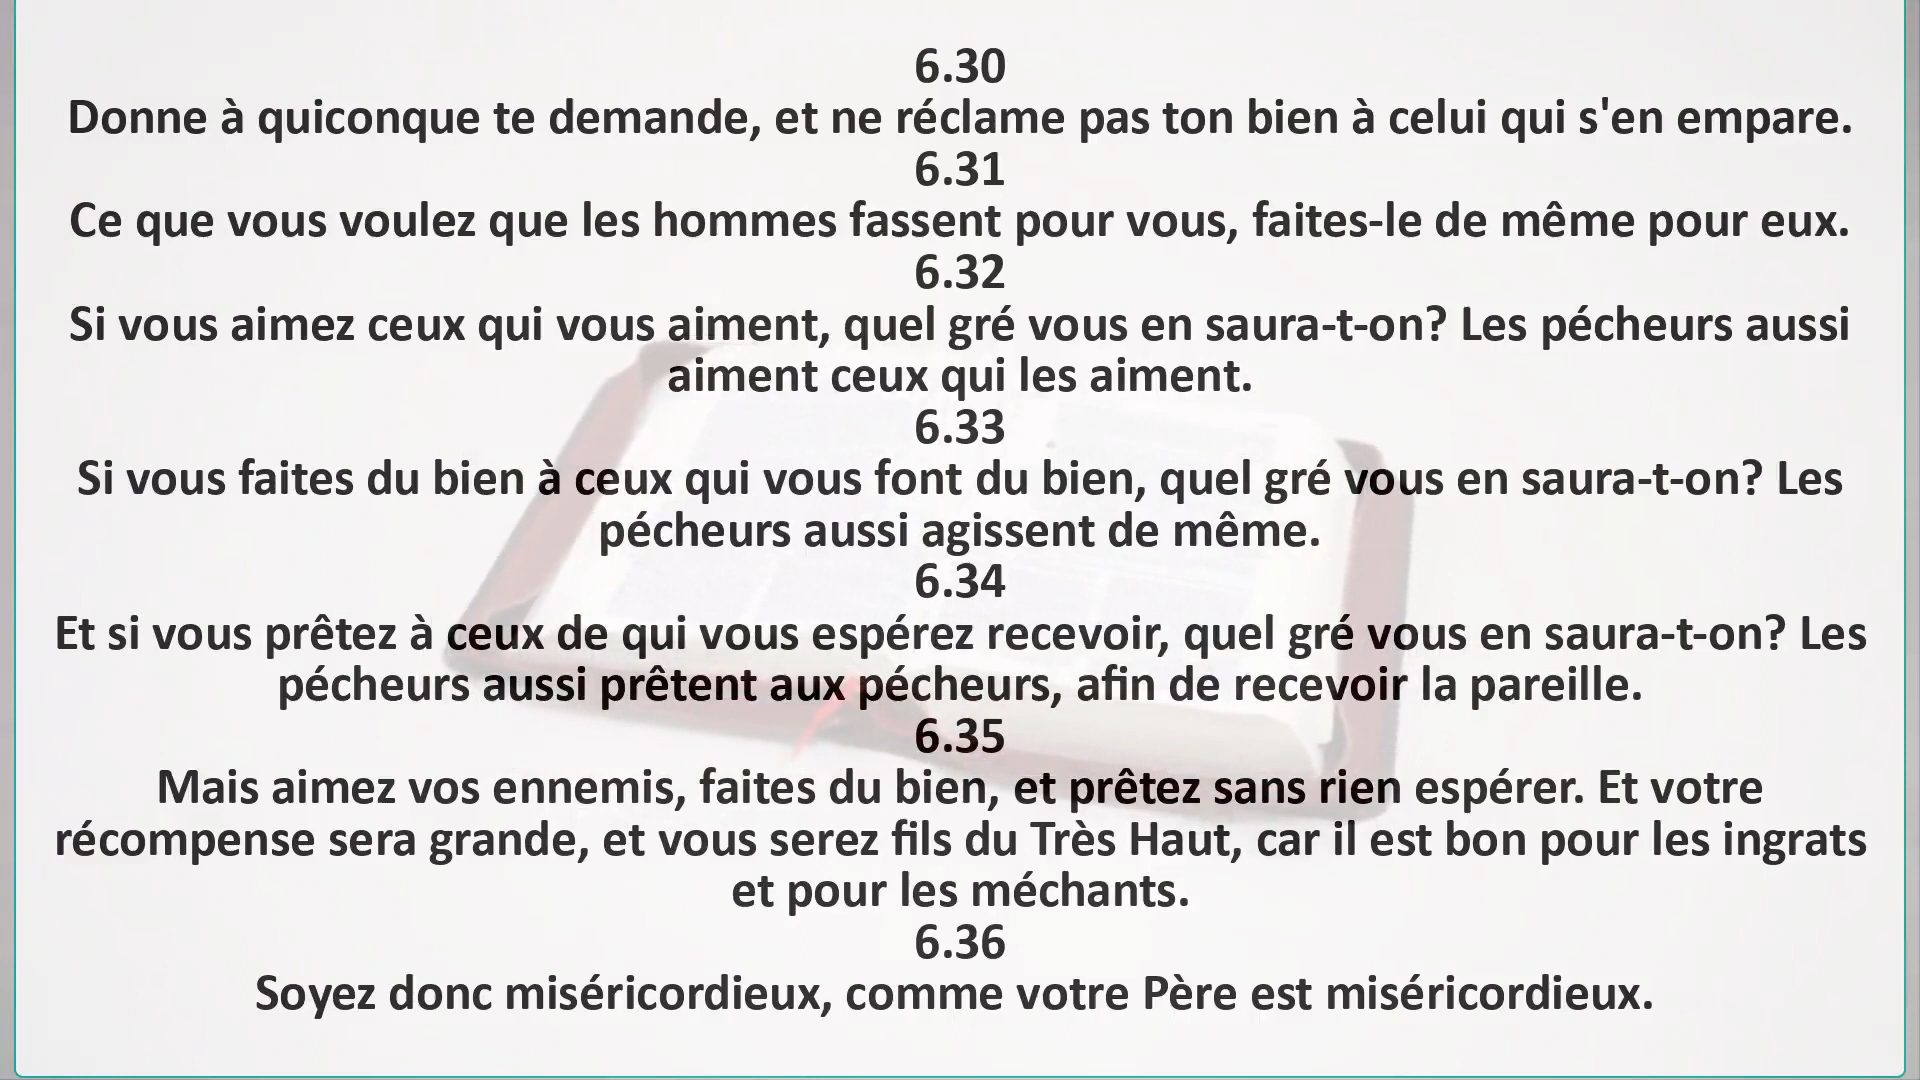 6.30
Donne à quiconque te demande, et ne réclame pas ton bien à celui qui s'en empare.
6.31
Ce que vous voulez que les hommes fassent pour vous, faites-le de même pour eux.
6.32
Si vous aimez ceux qui vous aiment, quel gré vous en saura-t-on? Les pécheurs aussi
aiment ceux qui les aiment.
6.33
Si vous faites du bien à ceux qui vous font du bien, quel gré vous en saura-t-on? Les
pécheurs aussi agissent de même.
6.34
Et si vous prêtez à ceux de qui vous espérez recevoir, quel gré vous en saura-t-on? Les
pécheurs aussi prêtent aux pécheurs, afin de recevoir la pareille.
6.35
Mais aimez vos ennemis, faites du bien, et prêtez sans rien espérer. Et votre
récompense sera grande, et vous serez fils du Très Haut, car il est bon pour les ingrats
et pour les méchants.
6.36
Soyez donc miséricordieux, comme votre Père est miséricordieux.